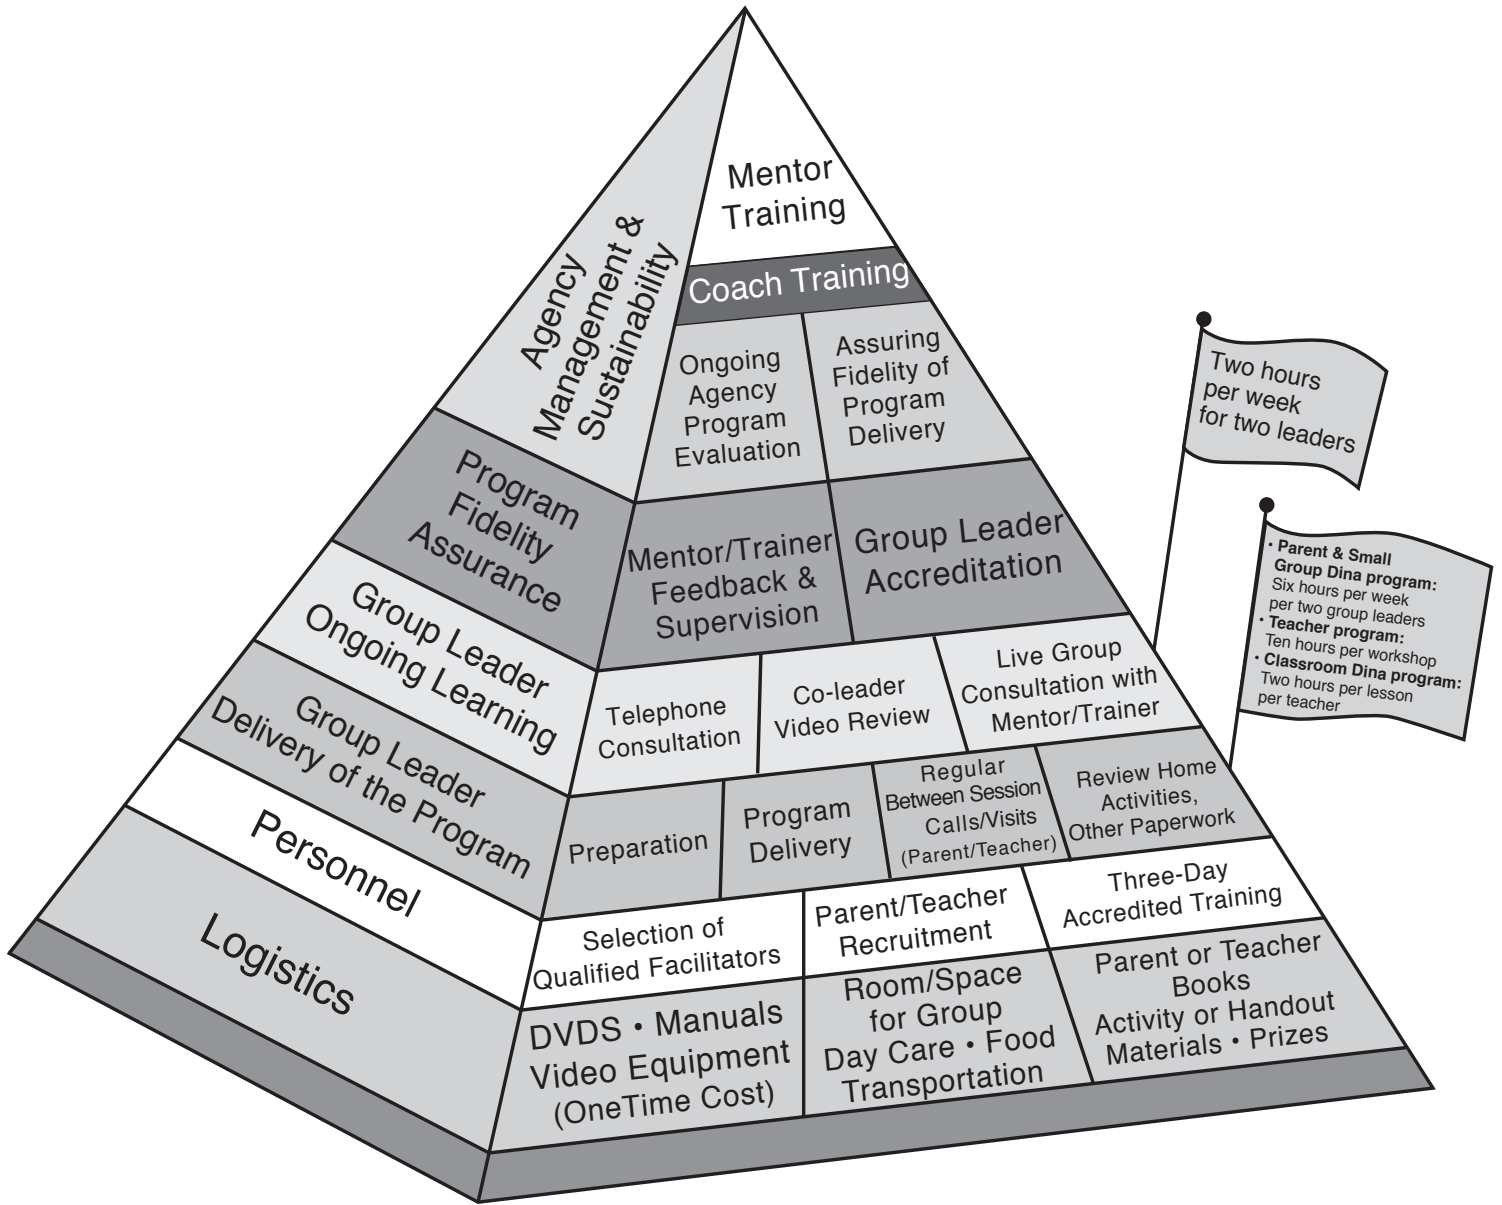 Mentor
Training
Coach Training
Agency
Management &
Sustainability
Ongoing
Agency
Program
Evaluation
Assuring
Fidelity of
Program
Delivery
Program
Fidelity
Assurance
Mentor/Trainer
Feedback &
Supervision
Group Leader
Accreditation
Group Leader
Ongoing Learning
Telephone
Consultation
Co-leader
Video Review
Live Group
Consultation with
Mentor/Trainer
Two hours
per week
for two leaders
Group Leader
Delivery of the Program
Preparation
Program
Delivery
Regular
Between Session
Calls/Visits
(Parent/Teacher)
Review Home
Activities,
Other Paperwork
• Parent & Small
Group Dina program:
Six hours per week
per two group leaders
• Teacher program:
Ten hours per workshop
• Classroom Dina program:
Two hours per lesson
per teacher
Personnel
Selection of
Qualified Facilitators
Parent/Teacher
Recruitment
Three-Day
Accredited Training
Logistics
DVDS • Manuals
Video Equipment
(OneTime Cost)
Room/Space
for Group
Day Care • Food
Transportation
Parent or Teacher
Books
Activity or Handout
Materials • Prizes